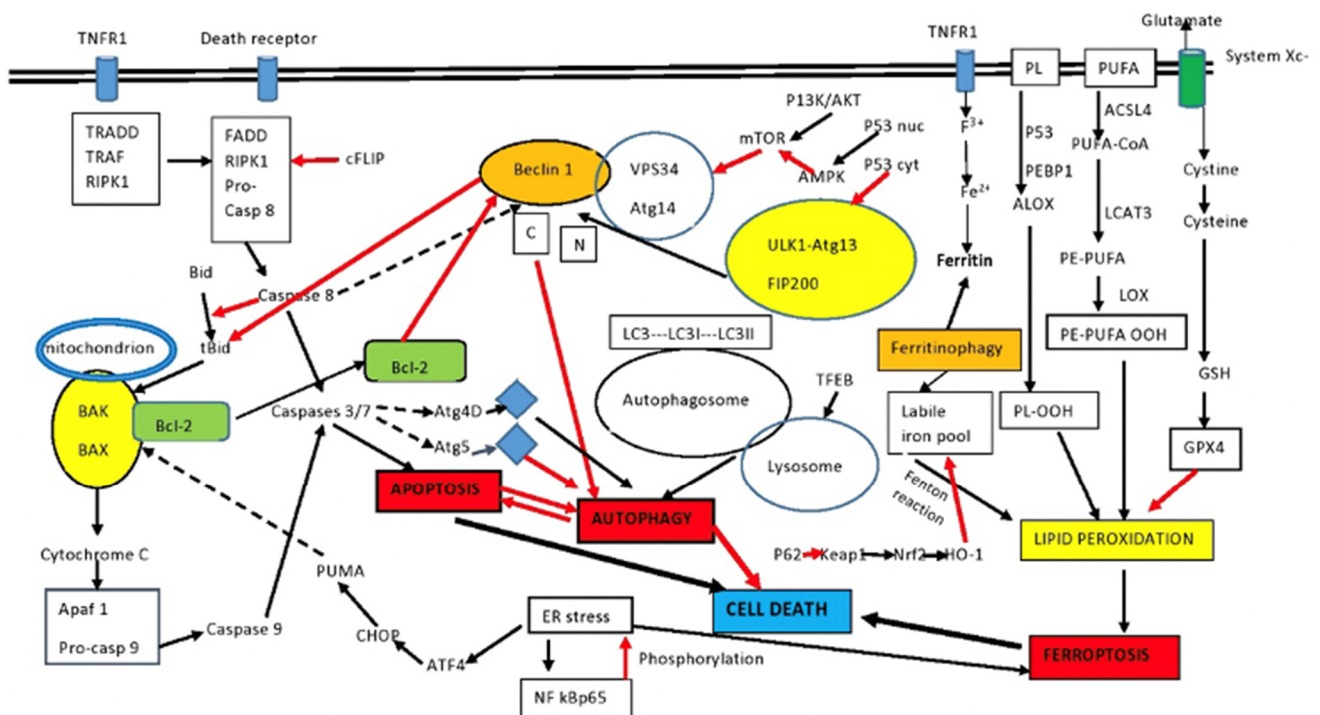 Glutamate
TNFR1
Death receptor
TNFR1
System Xc-
PL
PUFA
TRADD
TRAF
RIPK1
FADD
RIPK1
Pro-
Casp 8
cFLIP
P13K/AKT
mTOR
P53 nuc
P53 cyt
AMPK
Beclin 1
VPS34
Atg14
C
N
ULK1-Atg13
FIP200
F3+
Fe2+
Ferritin
P53
PEBP1
ALOX
ACSL4
PUFA-CoA
LCAT3
PE-PUFA
LOX
PE-PUFA OOH
Cystine
Cysteine
GSH
GPX4
Bid
Caspase 8
tBid
mitochondrion
BAK
BAX
Bcl-2
Bcl-2
LC3---LC3I---LC3II
Autophagosome
TFEB
Lysosome
Ferritinophagy
Labile
iron pool
PL-OOH
Caspases 3/7
Atg4D
Atg5
APOPTOSIS
AUTOPHAGY
Fenton
reaction
LIPID PEROXIDATION
P62
Keap1
Nrf2
HO-1
Cytochrome C
Apaf 1
Pro-casp 9
Caspase 9
PUMA
CHOP
ATF4
ER stress
Phosphorylation
NF kBp65
CELL DEATH
FERROPTOSIS